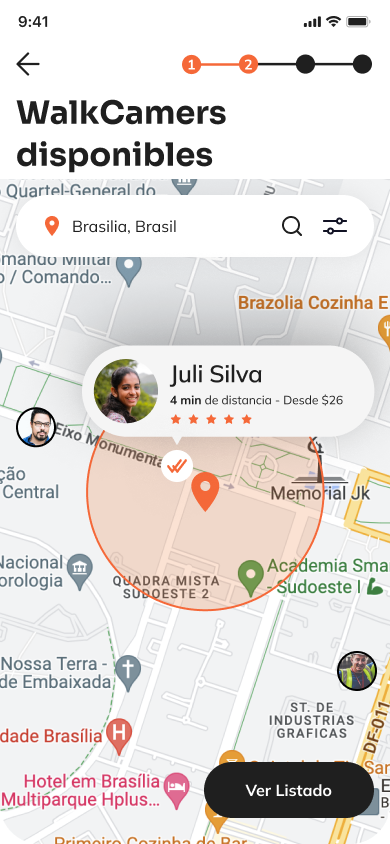 9:41
1
2
WalkCamers
disponibles
Quartel-General do
Brasilia, Brasil
omando Militar
o / Comando...
Brazolia Cozinha E
Juli Silva
4 min de distancia - Desde $26
Eixo Monumenta
ção
Central
Memorial Jk
Nacional
orologia
Academia Sma
- Sudoeste I
QUADRA MISTA
SUDOESTE 2
Nossa Terra -
de Embaixada
ST. DE
INDUSTRIAS
GRAFICAS
DF-011
dade Brasília
Hotel em Brasília
Multiparque Hplus...
Ver Listado
Primeiro Cozinha de Bar